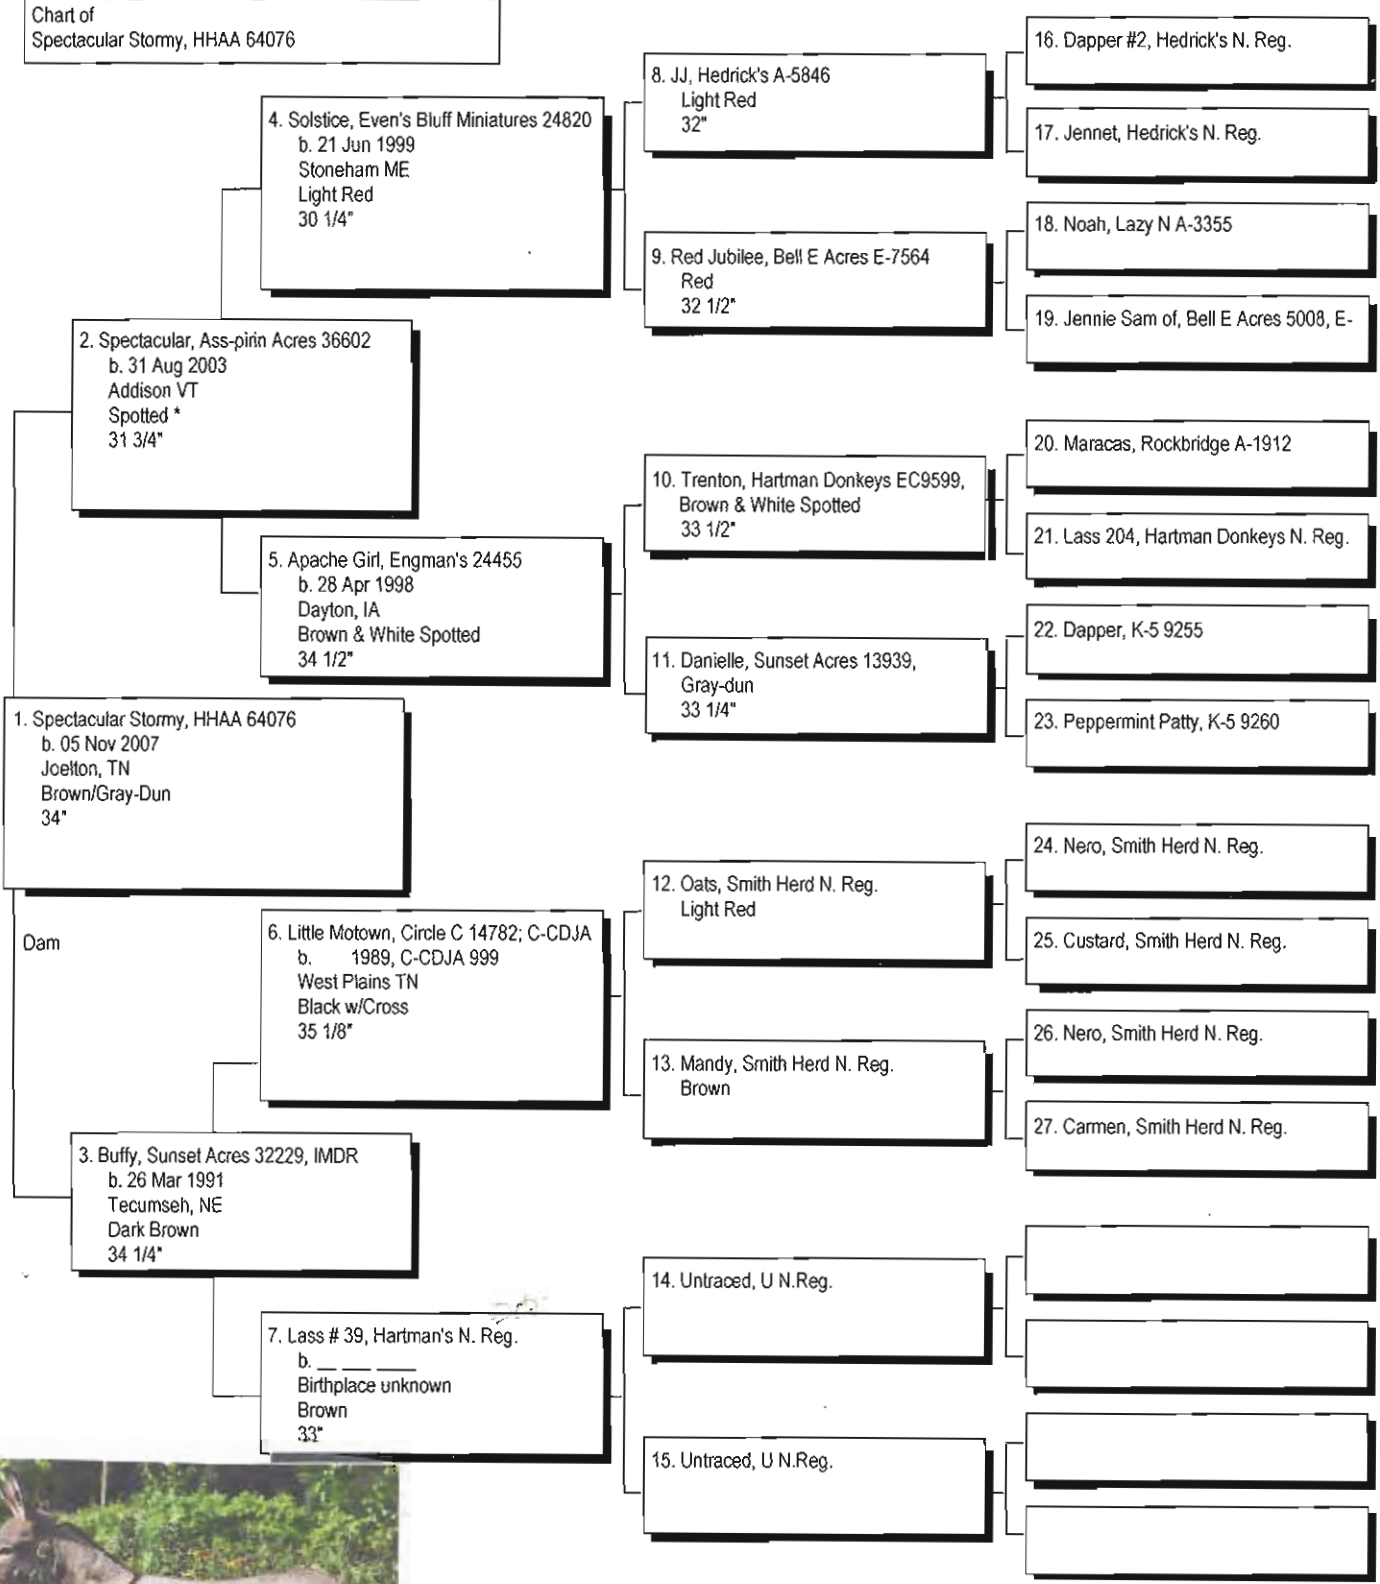 Chart of
Spectacular Stormy, HHAA 64076
16. Dapper #2, Hedrick's N. Reg.
8. JJ, Hedrick's A-5846
Light Red
32"
17. Jennet, Hedrick's N. Reg.
4. Solstice, Even's Bluff Miniatures 24820
b. 21 Jun 1999
Stoneham ME
Light Red
30 1/4"
18. Noah, Lazy N A-3355
9. Red Jubilee, Bell E Acres E-7564
Red
32 1/2"
19. Jennie Sam of, Bell E Acres 5008, E-
2. Spectacular, Ass-pirin Acres 36602
b. 31 Aug 2003
Addison VT
Spotted *
31 3/4"
20. Maracas, Rockbridge A-1912
10. Trenton, Hartman Donkeys EC9599,
Brown & White Spotted
33 1/2"
21. Lass 204, Hartman Donkeys N. Reg.
5. Apache Girl, Engman's 24455
b. 28 Apr 1998
Dayton, IA
Brown & White Spotted
34 1/2"
22. Dapper, K-5 9255
11. Danielle, Sunset Acres 13939,
Gray-dun
33 1/4"
23. Peppermint Patty, K-5 9260
1. Spectacular Stormy, HHAA 64076
b. 05 Nov 2007
Joelton, TN
Brown/Gray-Dun
34"
24. Nero, Smith Herd N. Reg.
12. Oats, Smith Herd N. Reg.
Light Red
25. Custard, Smith Herd N. Reg.
Dam
6. Little Motown, Circle C 14782; C-CDJA
b. 1989, C-CDJA 999
West Plains TN
Black w/Cross
35 1/8"
26. Nero, Smith Herd N. Reg.
13. Mandy, Smith Herd N. Reg.
Brown
27. Carmen, Smith Herd N. Reg.
3. Buffy, Sunset Acres 32229, IMDR
b. 26 Mar 1991
Tecumseh, NE
Dark Brown
34 1/4"
14. Untraced, U N.Reg.
7. Lass # 39, Hartman's N. Reg.
b. __ ___ ____
Birthplace unknown
Brown
33"
15. Untraced, U N.Reg.